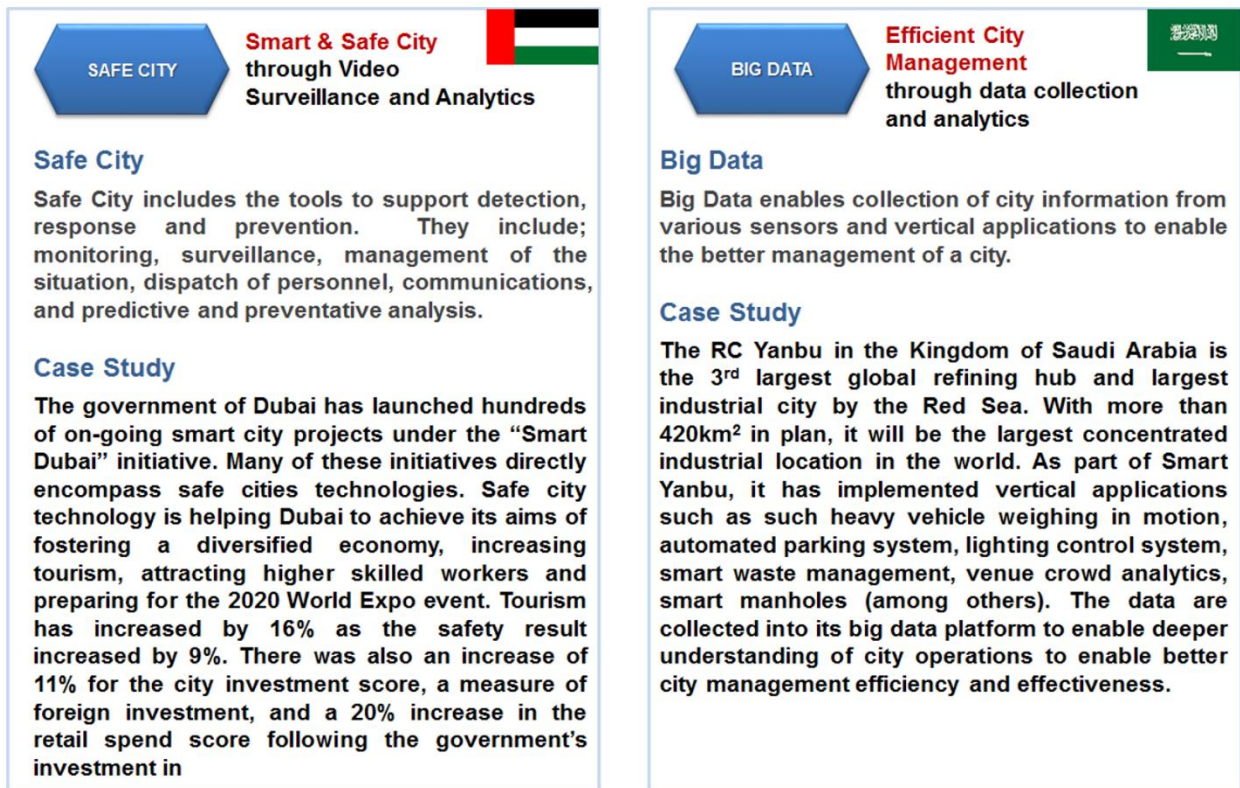 SAFE CITY
Smart & Safe City
through Video
Surveillance and Analytics
Safe City
Safe City includes the tools to support detection,
response and prevention. They include;
monitoring, surveillance, management of the
situation, dispatch of personnel, communications,
and predictive and preventative analysis.
Case Study
The government of Dubai has launched hundreds
of on-going smart city projects under the “Smart
Dubai” initiative. Many of these initiatives directly
encompass safe cities technologies. Safe city
technology is helping Dubai to achieve its aims of
fostering a diversified economy, increasing
tourism, attracting higher skilled workers and
preparing for the 2020 World Expo event. Tourism
has increased by 16% as the safety result
increased by 9%. There was also an increase of
11% for the city investment score, a measure of
foreign investment, and a 20% increase in the
retail spend score following the government’s
investment in
BIG DATA
Efficient City
Management
through data collection
and analytics
Big Data
Big Data enables collection of city information from
various sensors and vertical applications to enable
the better management of a city.
Case Study
The RC Yanbu in the Kingdom of Saudi Arabia is
the 3rd largest global refining hub and largest
industrial city by the Red Sea. With more than
420km² in plan, it will be the largest concentrated
industrial location in the world. As part of Smart
Yanbu, it has implemented vertical applications
such as such heavy vehicle weighing in motion,
automated parking system, lighting control system,
smart waste management, venue crowd analytics,
smart manholes (among others). The data are
collected into its big data platform to enable deeper
understanding of city operations to enable better
city management efficiency and effectiveness.